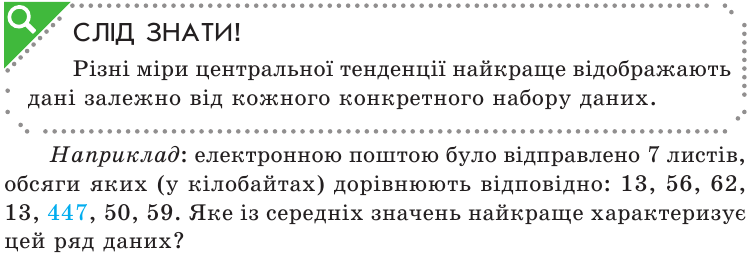 СЛІД ЗНАТИ!
Різні міри центральної тенденції найкраще відображають
дані залежно від кожного конкретного набору даних.
Наприклад: електронною поштою було відправлено 7 листів,
обсяги яких (у кілобайтах) дорівнюють відповідно: 13, 56, 62,
13, 447, 50, 59. Яке із середніх значень найкраще характеризує
цей ряд даних?